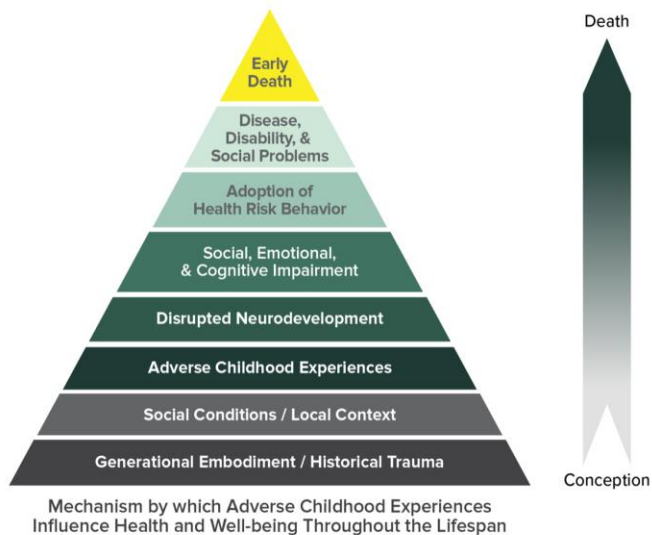 Death
Early
Death
Disease,
Disability, &
Social Problems
Adoption of
Health Risk Behavior
Social, Emotional,
& Cognitive Impairment
Disrupted Neurodevelopment
Adverse Childhood Experiences
Social Conditions / Local Context
Generational Embodiment / Historical Trauma
Conception
Mechanism by which Adverse Childhood Experiences
Influence Health and Well-being Throughout the Lifespan